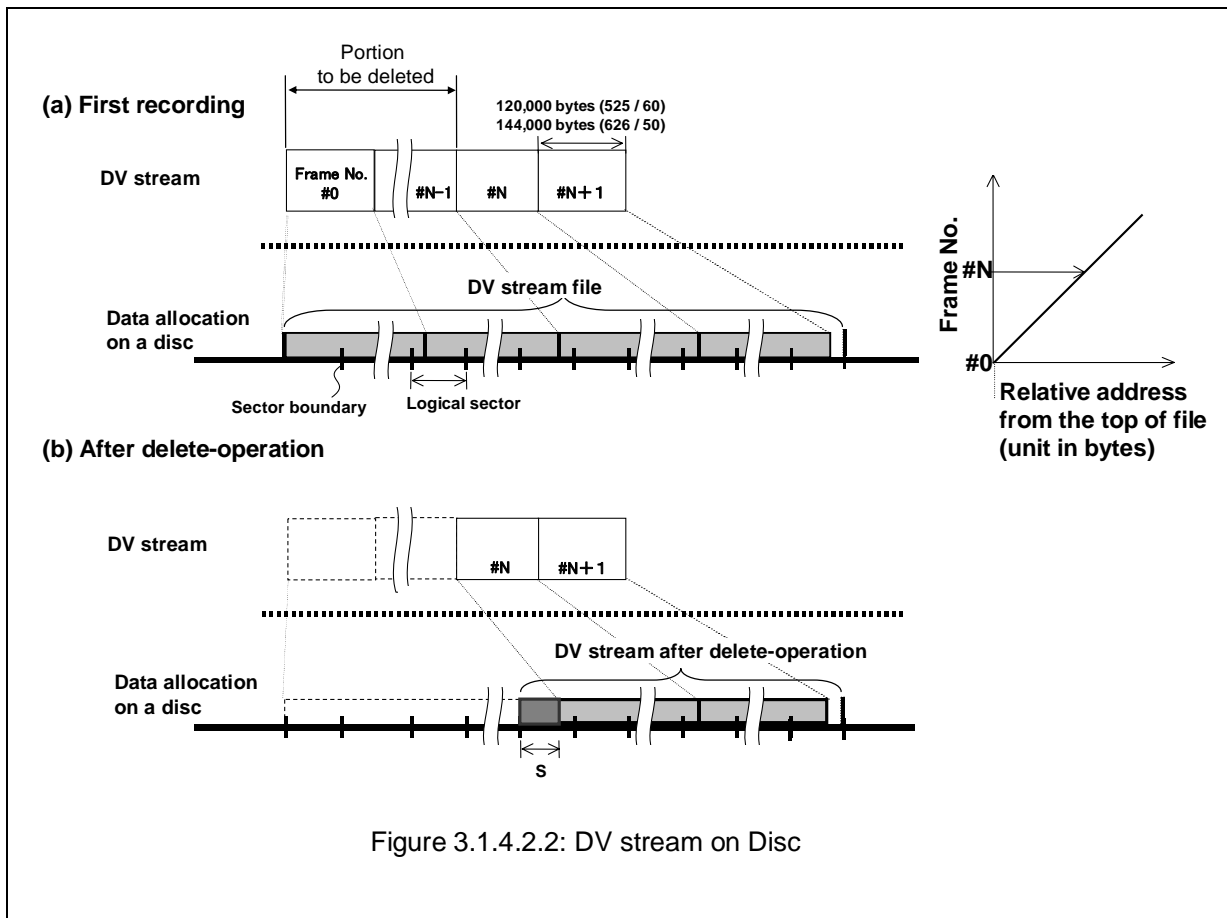 Portion
to be deleted
(a) First recording
120,000 bytes (525 / 60)
144,000 bytes (626 / 50)
DV stream
Frame No.
#0
#N-1
#N
#N+1
DV stream file
Data allocation
on a disc
Sector boundary
Logical sector
Frame No.
#N
#0
Relative address
from the top of file
(unit in bytes)
(b) After delete-operation
DV stream
#N
#N+1
DV stream after delete-operation
Data allocation
on a disc
S
Figure 3.1.4.2.2: DV stream on Disc